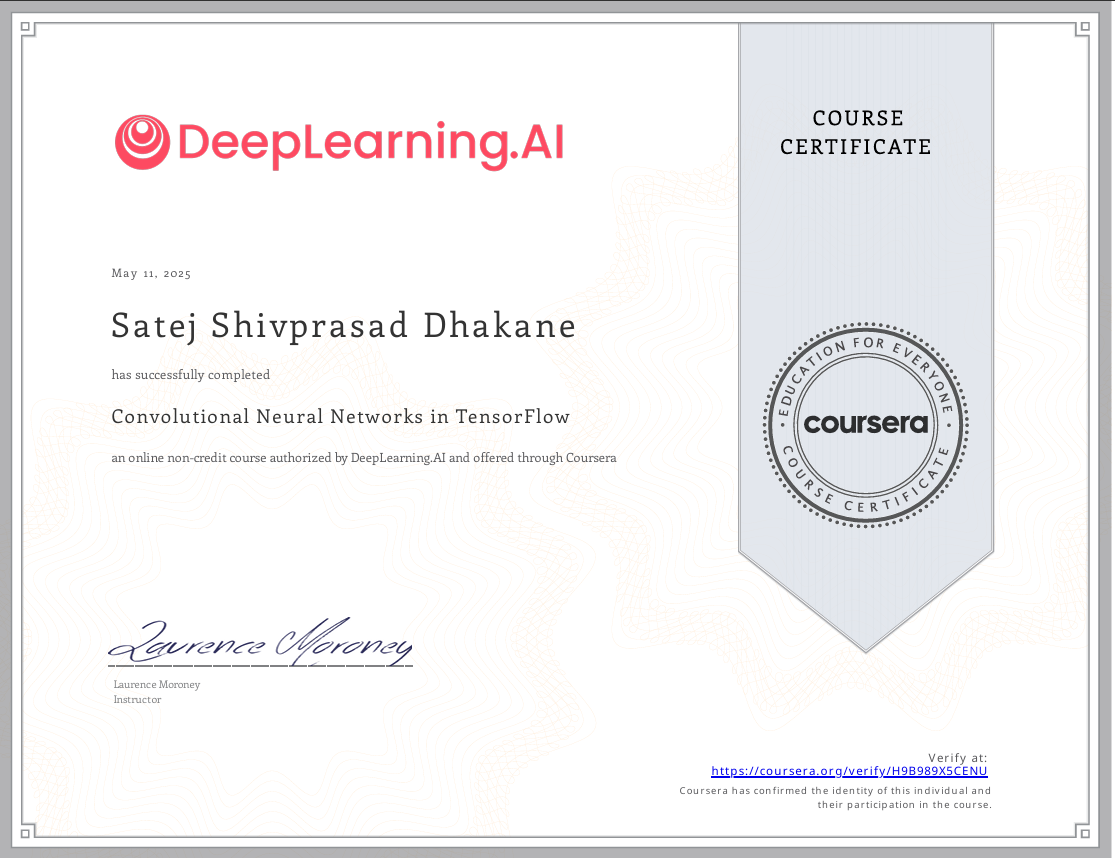 DeepLearning.AI
COURSE
CERTIFICATE
May 11, 2025
Satej Shivprasad Dhakane
has successfully completed
Convolutional Neural Networks in TensorFlow
an online non-credit course authorized by DeepLearning.AI and offered through Coursera
• EDUCATION FOR EVERYONE •
coursera
COURSE CERTIFICATE
Laurence Moroney
Laurence Moroney
Instructor
Verify at:
https://coursera.org/verify/H9B989X5CENU
Coursera has confirmed the identity of this individual and
their participation in the course.